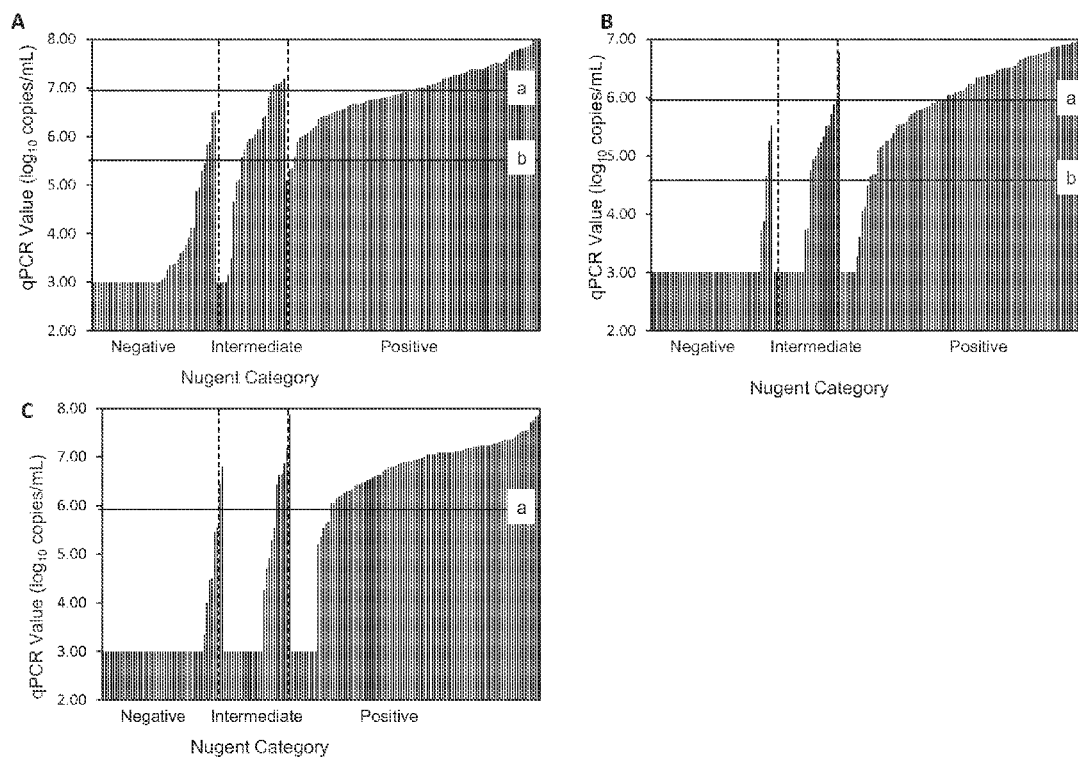 A
qPCR Value (log10 copies/mL)
8.00
7.00
6.00
5.00
4.00
3.00
2.00
a
b
Negative Intermediate Positive
Nugent Category
B
qPCR Value (log10 copies/mL)
7.00
6.00
5.00
4.00
3.00
2.00
a
b
Negative Intermediate Positive
Nugent Category
C
qPCR Value (log10 copies/mL)
8.00
7.00
6.00
5.00
4.00
3.00
2.00
a
Negative Intermediate Positive
Nugent Category